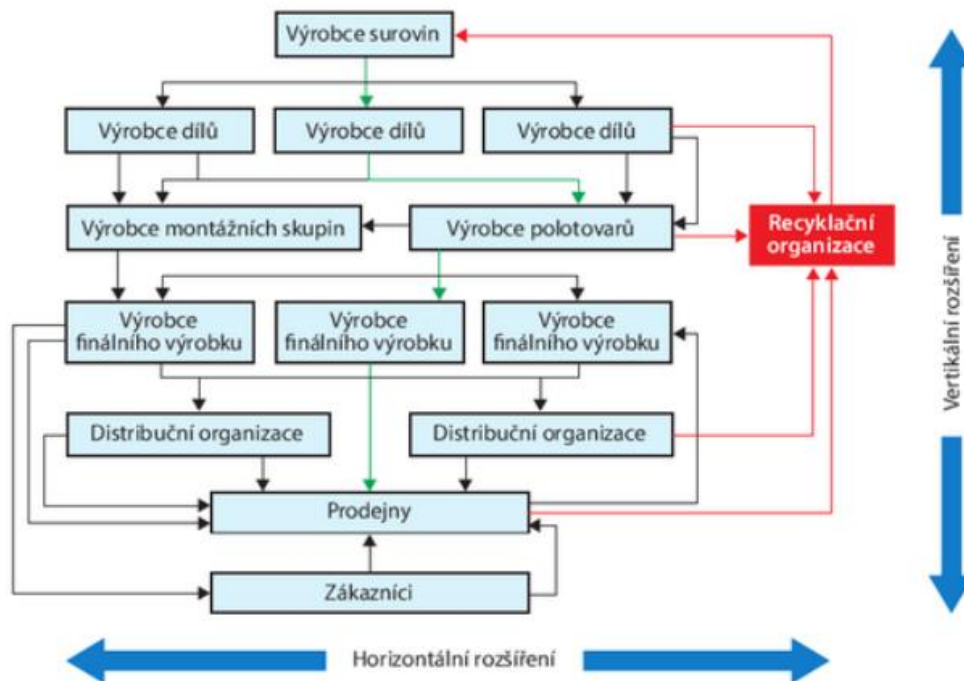 Výrobce surovin
Výrobce dílů
Výrobce dílů
Výrobce dílů
Výrobce montážních skupin
Výrobce polotovarů
Recyklační
organizace
Výrobce
finálního výrobku
Výrobce
finálního výrobku
Výrobce
finálního výrobku
Distribuční organizace
Distribuční organizace
Prodejny
Zákazníci
Horizontální rozšíření
Vertikální rozšíření